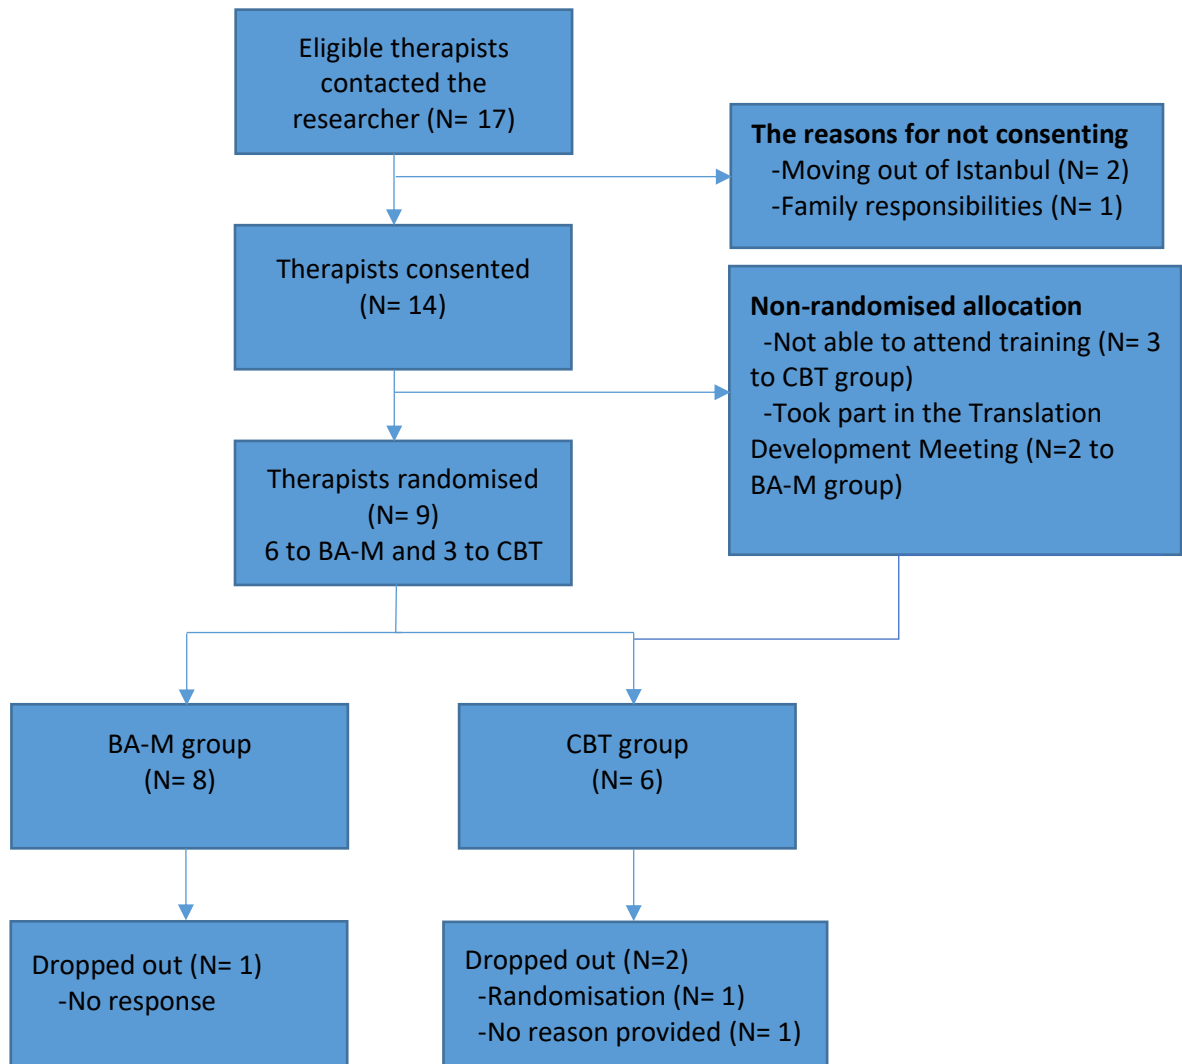 Eligible therapists
contacted the
researcher (N= 17)
The reasons for not consenting
-Moving out of Istanbul (N= 2)
-Family responsibilities (N= 1)
Therapists consented
(N= 14)
Non-randomised allocation
-Not able to attend training (N= 3
to CBT group)
-Took part in the Translation
Development Meeting (N=2 to
BA-M group)
Therapists randomised
(N= 9)
6 to BA-M and 3 to CBT
BA-M group
(N= 8)
CBT group
(N= 6)
Dropped out (N= 1)
-No response
Dropped out (N=2)
-Randomisation (N= 1)
-No reason provided (N= 1)